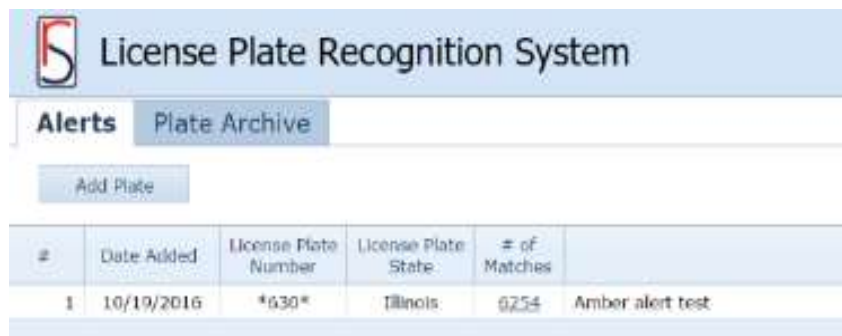 RS
License Plate Recognition System
Alerts Plate Archive
Add Plate
# Date Added License Plate Number License Plate State # of Matches
1 10/19/2016 *630* Illinois 6254 Amber alert test